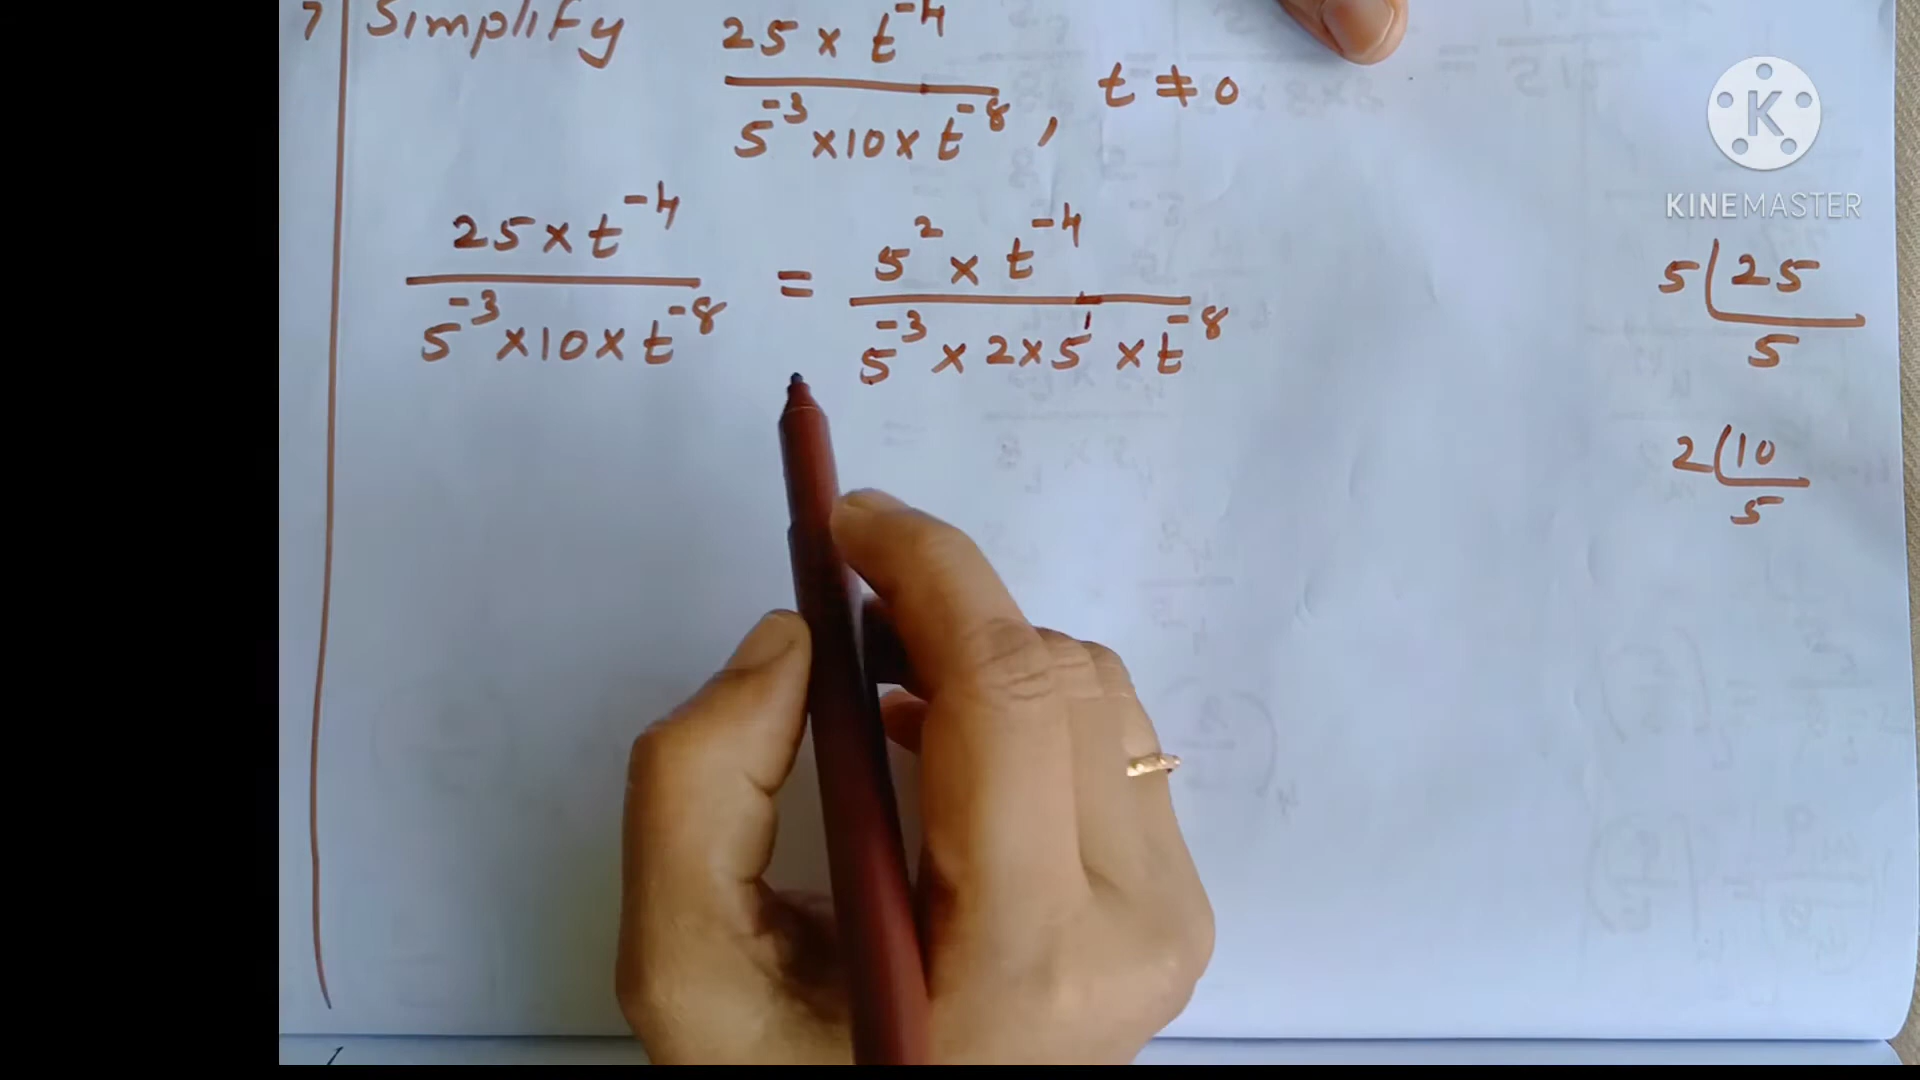 7 Simplify 25 × t⁻⁴
5⁻³ × 10 × t⁻⁸ , t ≠ 0
25 × t⁻⁴ = 5² × t⁻⁴
5⁻³ × 10 × t⁻⁸ 5⁻³ × 2 × 5¹ × t⁻⁸
5 25
5
2 10
5
K
KINEMASTER